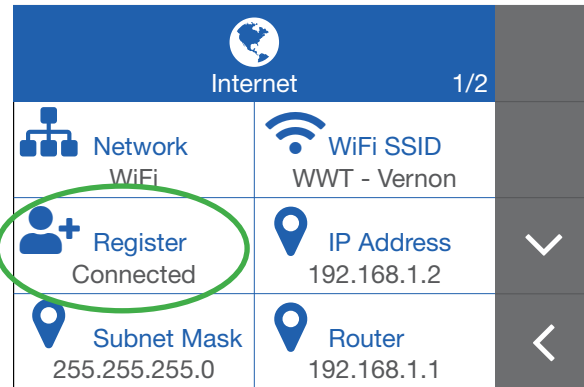 Internet 1/2
Network
WiFi
WiFi SSID
WWT - Vernon
Register
Connected
IP Address
192.168.1.2
Subnet Mask
255.255.255.0
Router
192.168.1.1